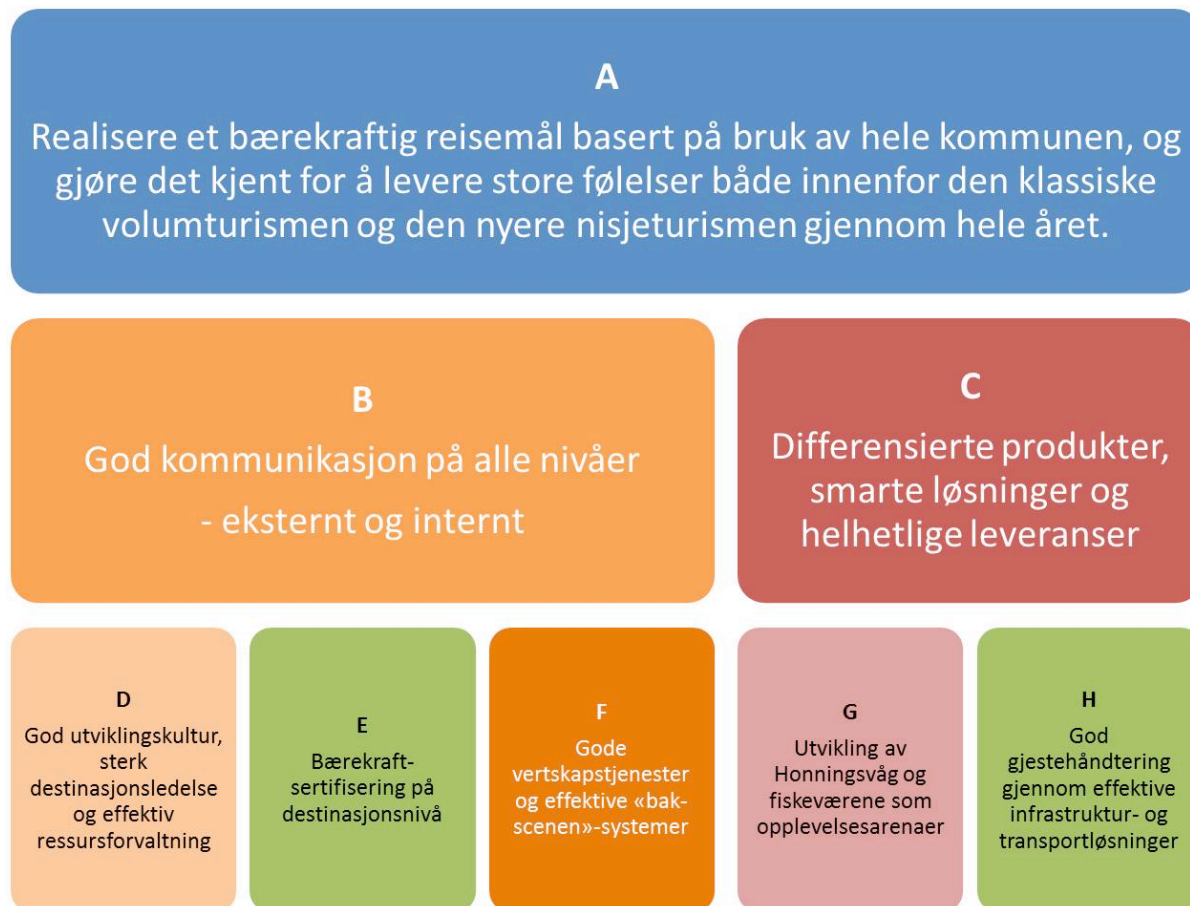 A
Realisere et bærekraftig reisemål basert på bruk av hele kommunen, og
gjøre det kjent for å levere store følelser både innenfor den klassiske
volumturismen og den nyere nisjeturismen gjennom hele året.
B
God kommunikasjon på alle nivåer
- eksternt og internt
C
Differensierte produkter,
smarte løsninger og
helhetlige leveranser
D
God utviklingskultur,
sterk
destinasjonsledelse
og effektiv
ressursforvaltning
E
Bærekraft-
sertifisering på
destinasjonsnivå
F
Gode
vertskapstjenester
og effektive «bak-
scenen»-systemer
G
Utvikling av
Honningsvåg og
fiskeværene som
opplevelsesarenaer
H
God
gjestehåndtering
gjennom effektive
infrastruktur- og
transportløsninger